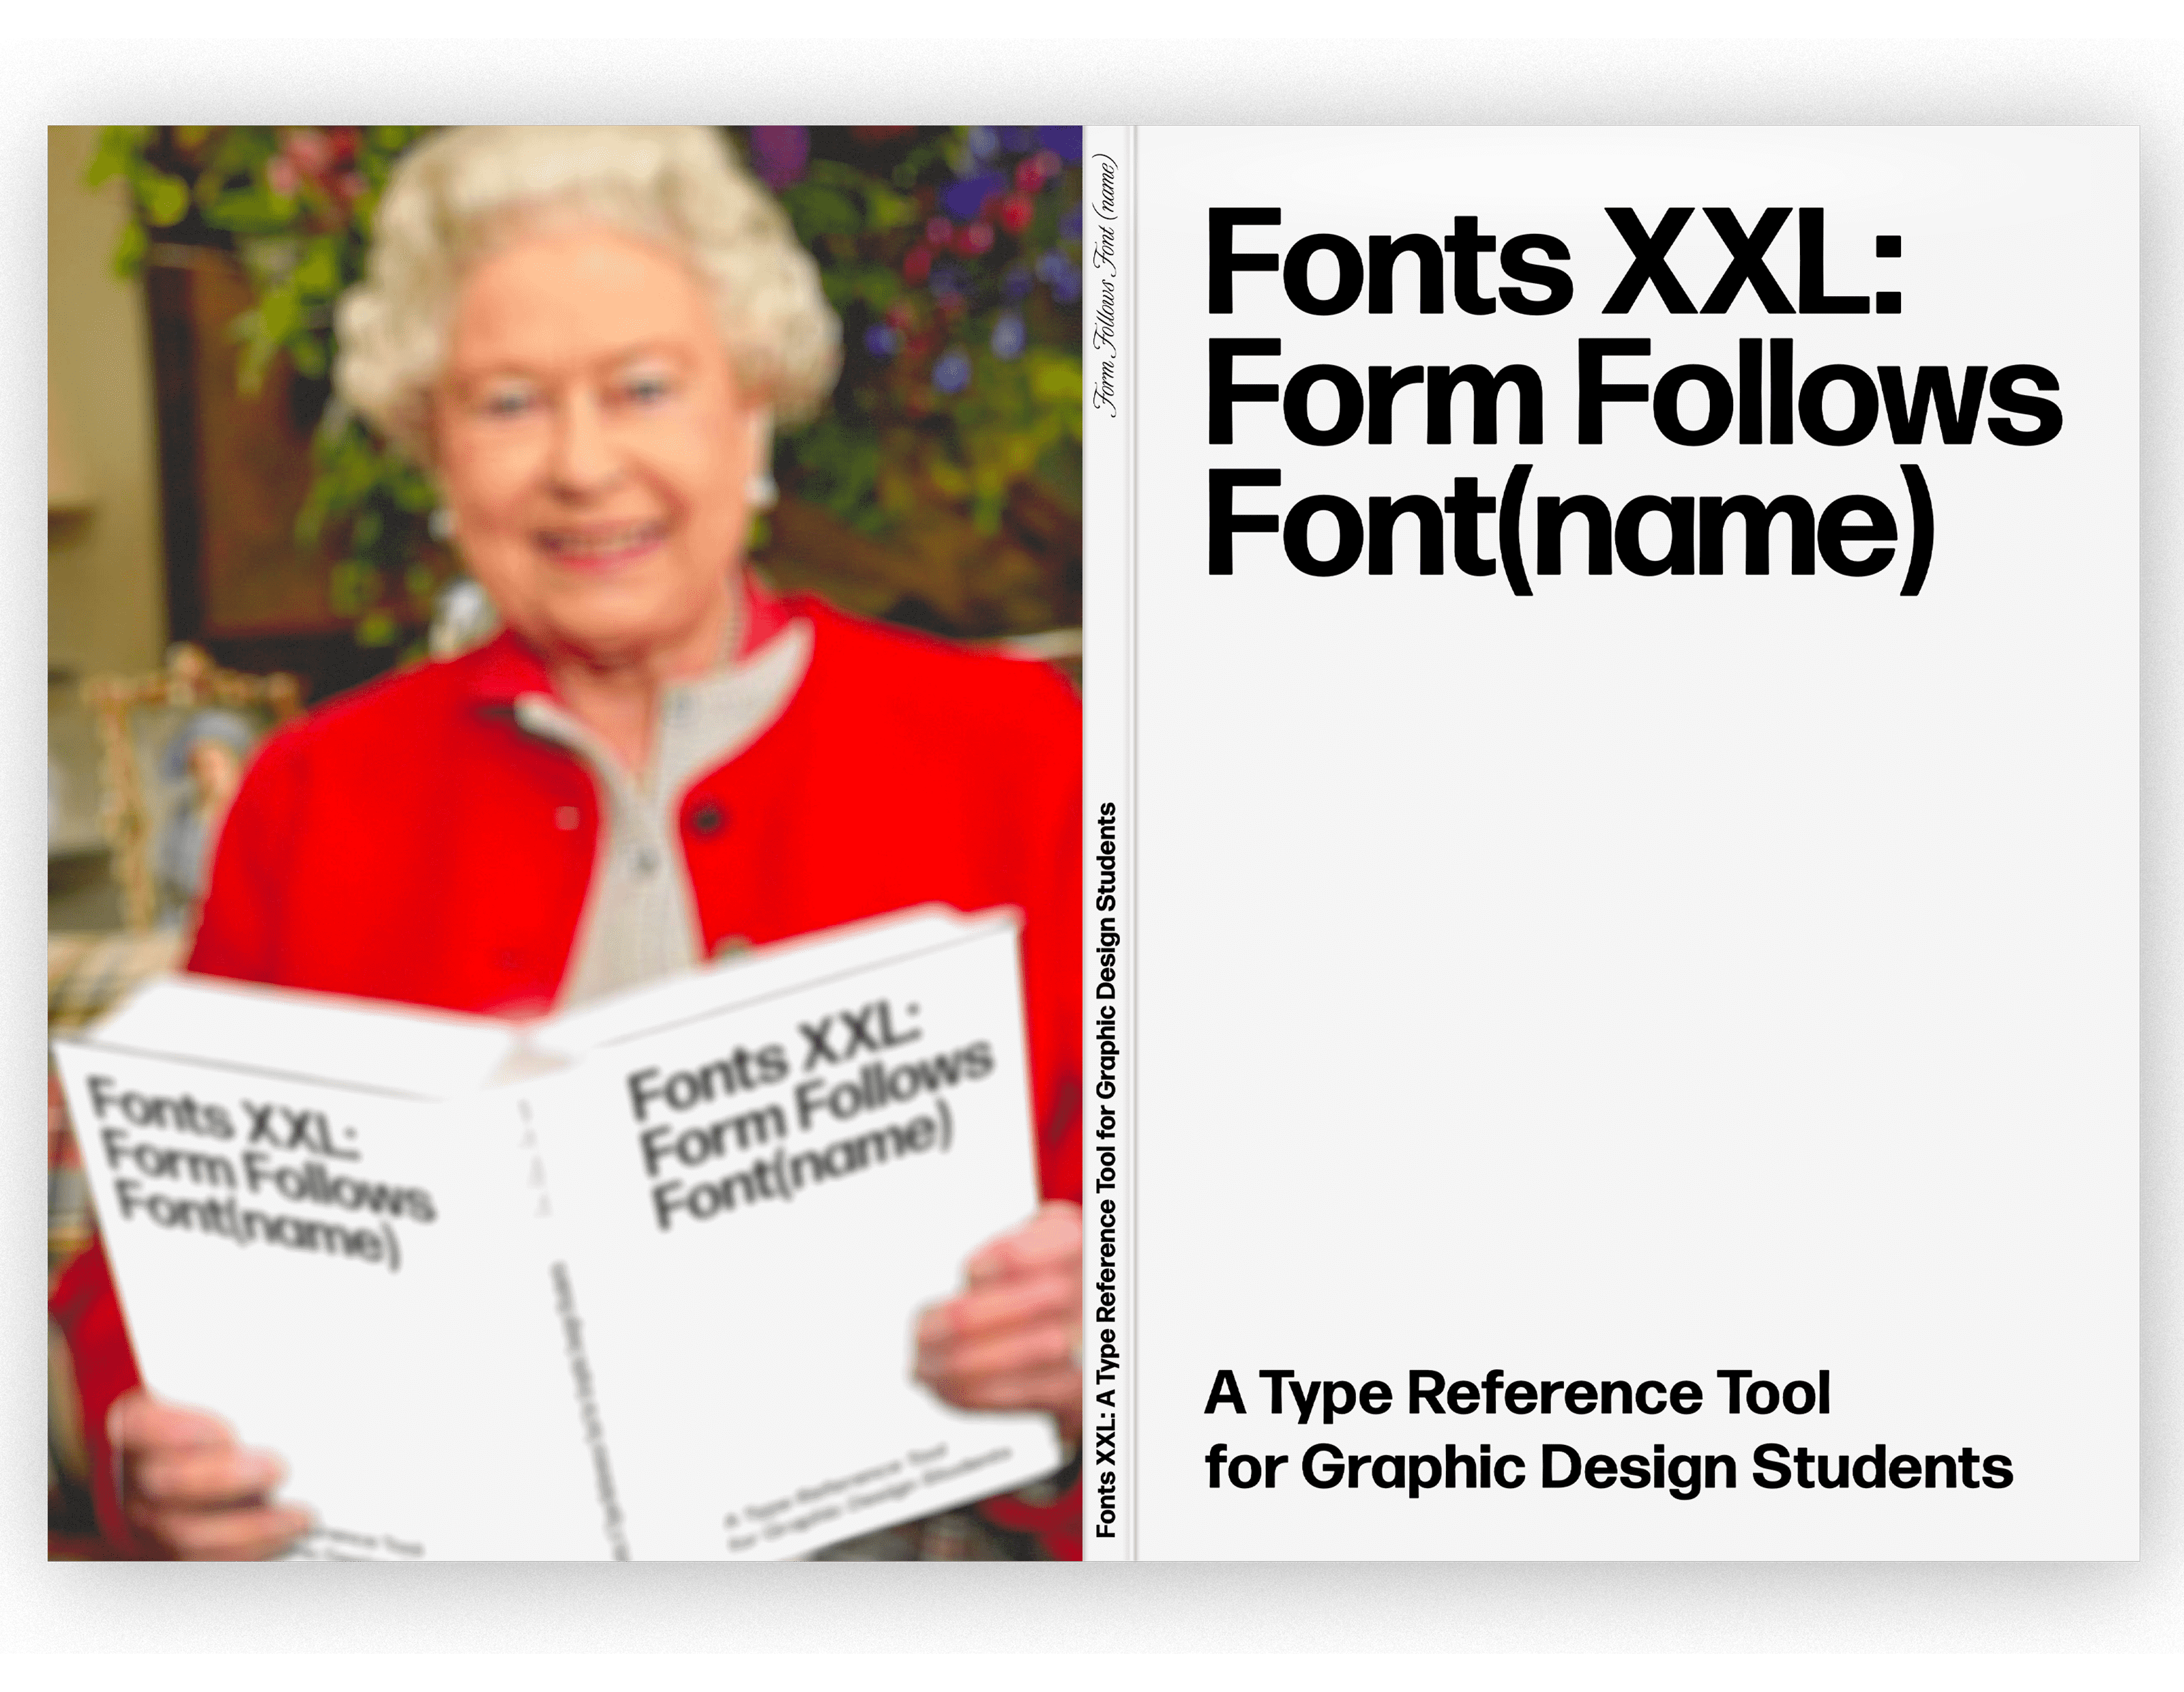 Fonts XXL:
Form Follows
Font(name)
Fonts XXL:
Form Follows
Font(name)
A Type Reference Tool
for Graphic Design Students
Form Follows Font (name)
Fonts XXL: A Type Reference Tool for Graphic Design Students
Fonts XXL:
Form Follows
Font(name)
A Type Reference Tool
for Graphic Design Students